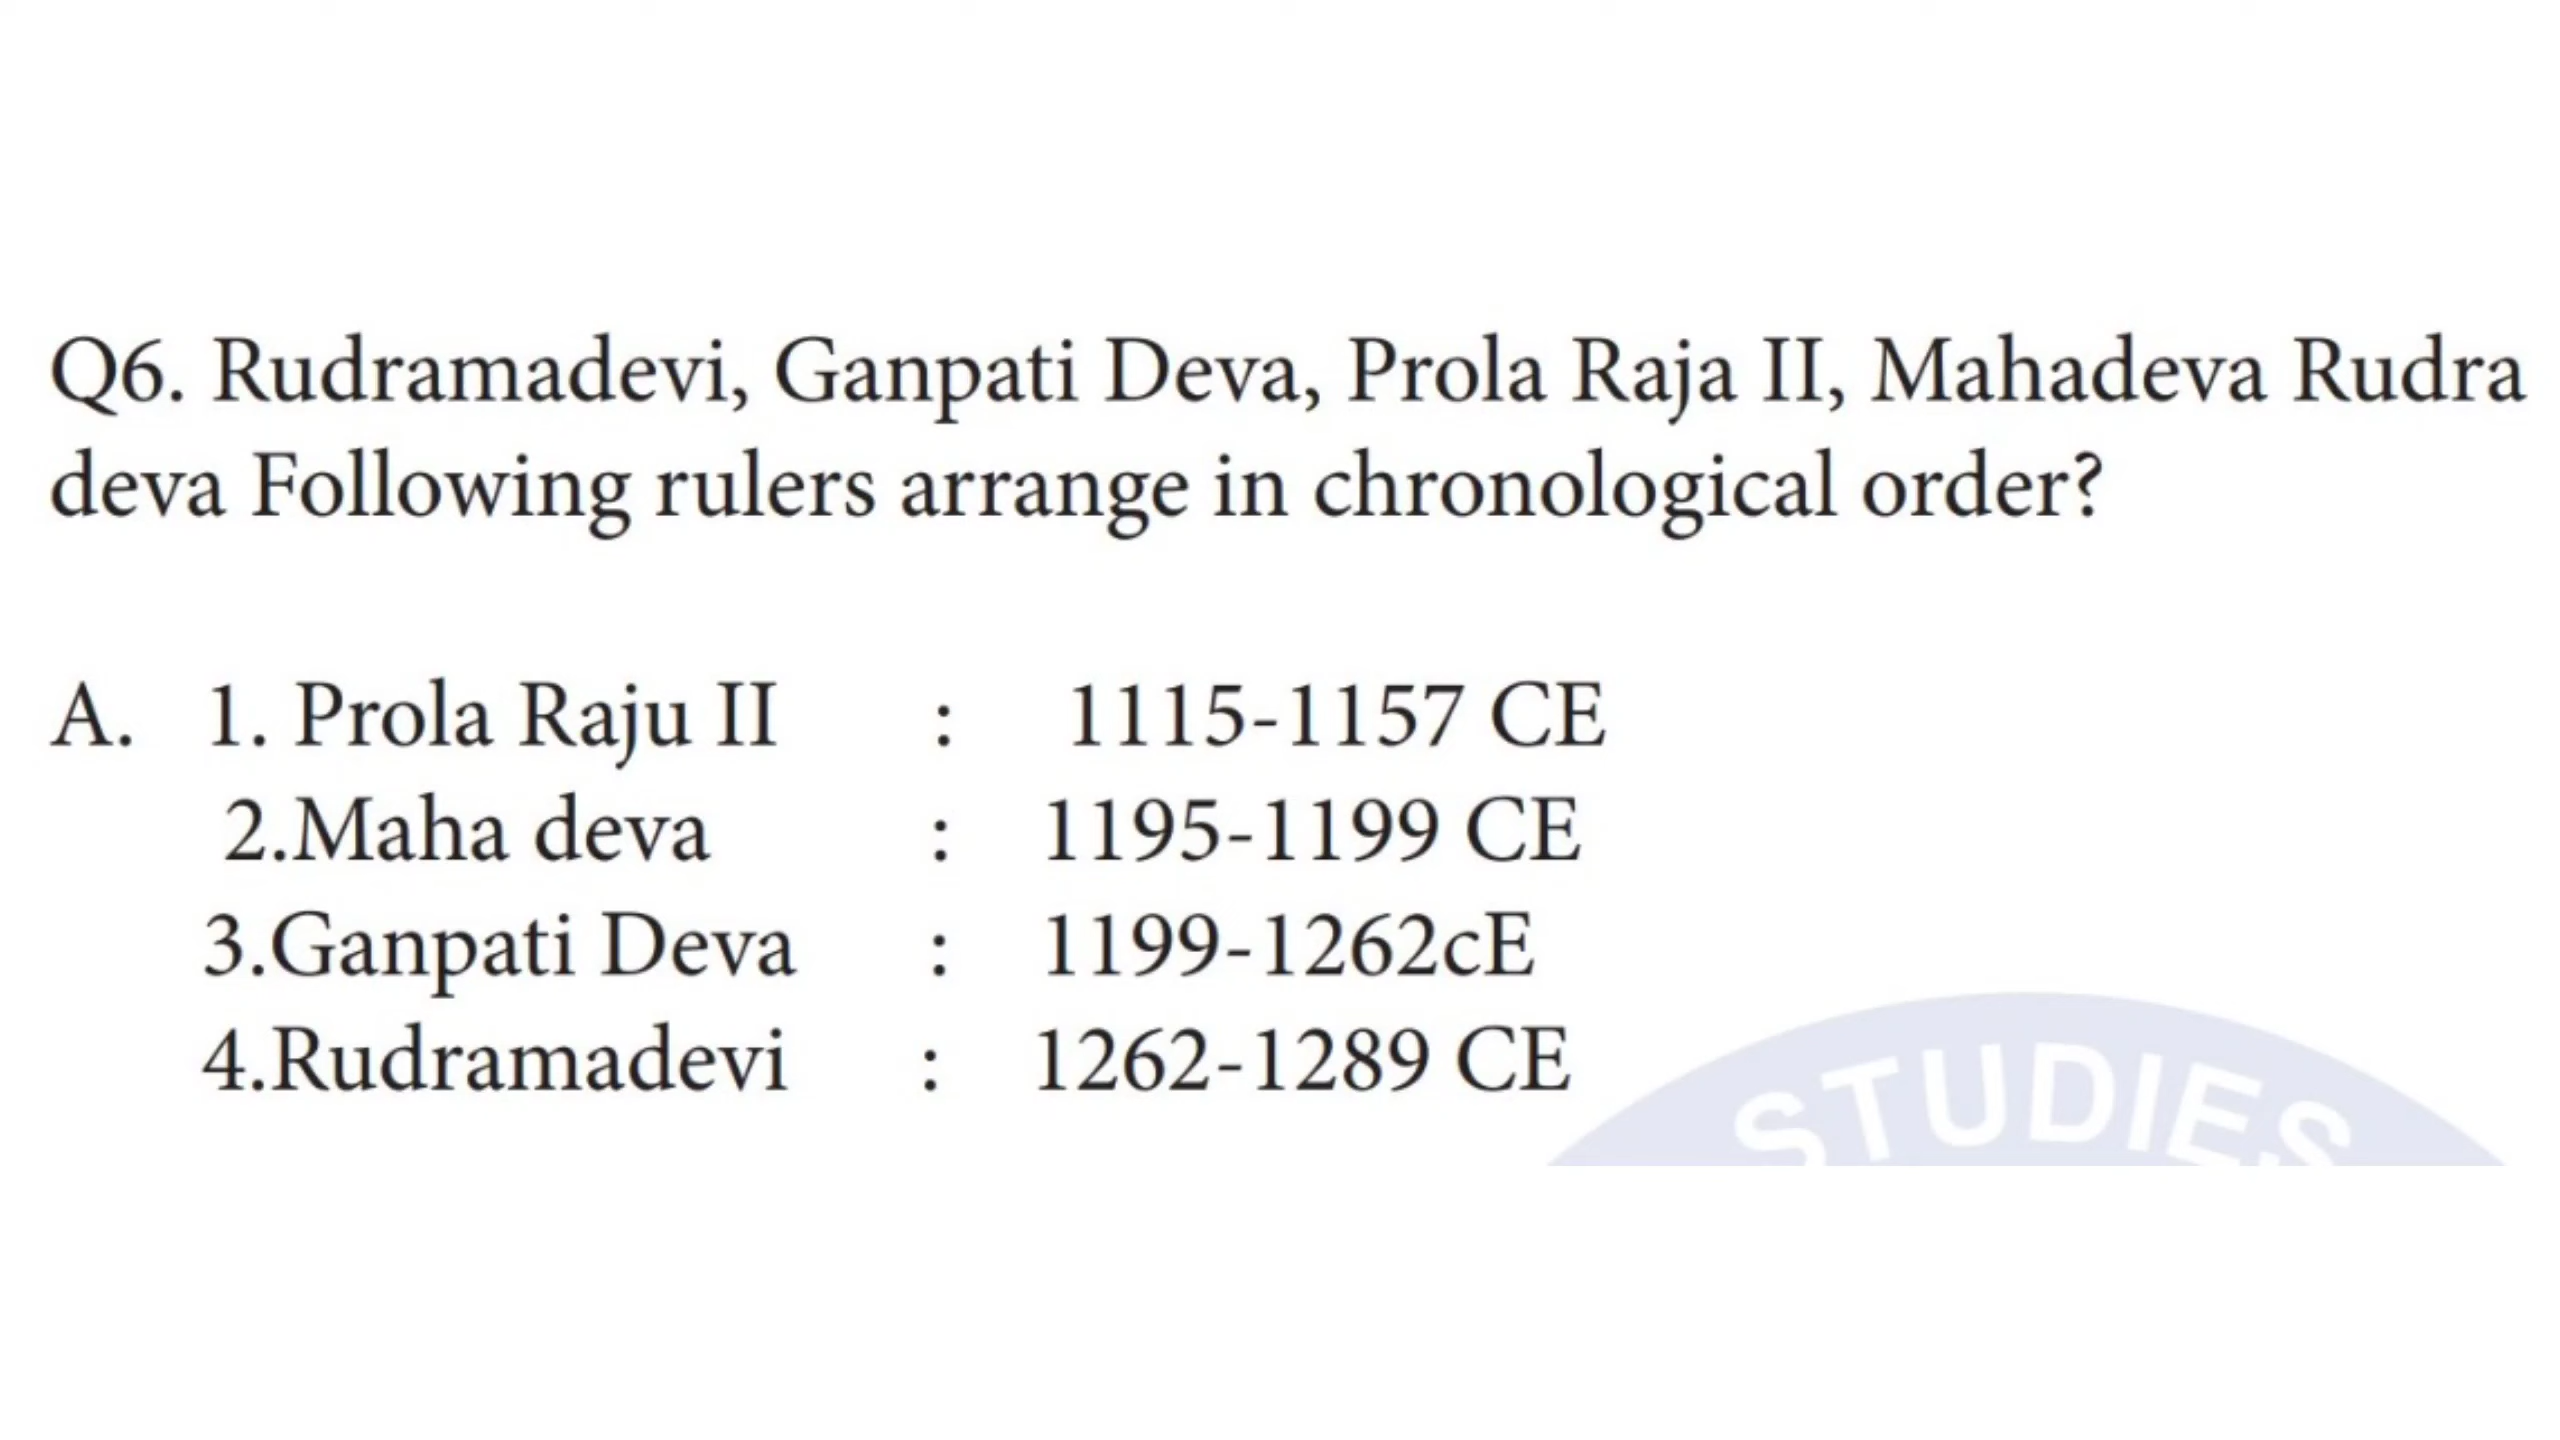 Q6. Rudramadevi, Ganpati Deva, Prola Raja II, Mahadeva Rudra
deva Following rulers arrange in chronological order?
A. 1. Prola Raju II : 1115-1157 CE
2.Maha deva : 1195-1199 CE
3.Ganpati Deva : 1199-1262cE
4.Rudramadevi : 1262-1289 CE
STUDIES